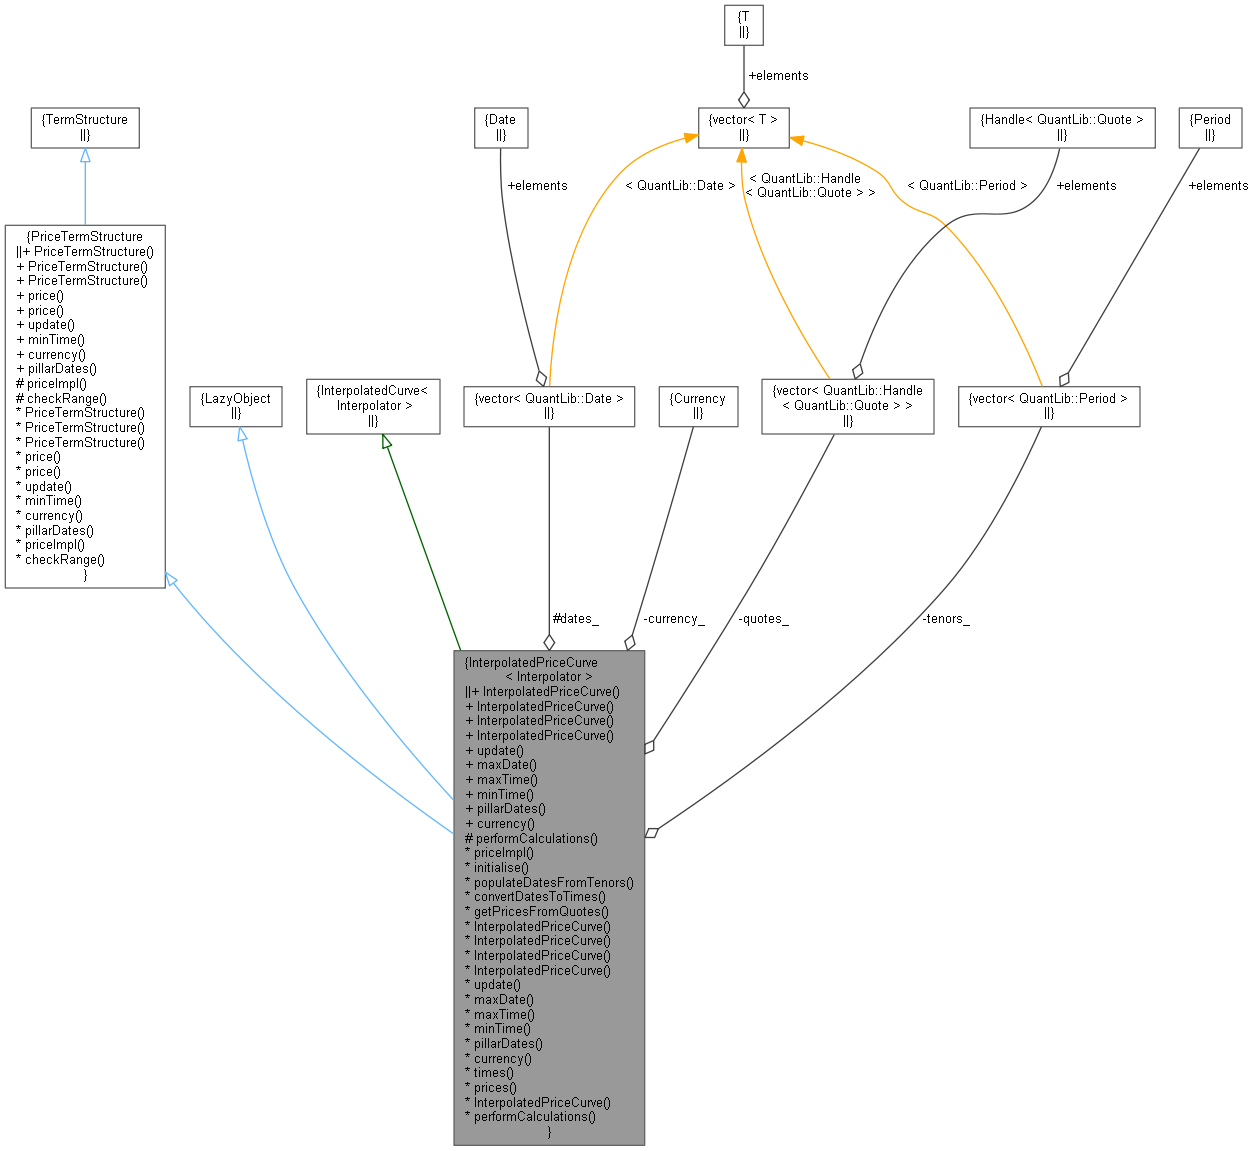 {T
||}
+elements
{TermStructure
||}
{Date
||}
{vector< T >
||}
{Handle< QuantLib::Quote >
||}
{Period
||}
+elements
< QuantLib::Date >
< QuantLib::Handle
< QuantLib::Quote > >
< QuantLib::Period >
+elements
+elements
{PriceTermStructure
||+ PriceTermStructure()
+ PriceTermStructure()
+ PriceTermStructure()
+ price()
+ price()
+ update()
+ minTime()
+ currency()
+ pillarDates()
# priceImpl()
# checkRange()
* PriceTermStructure()
* PriceTermStructure()
* PriceTermStructure()
* price()
* price()
* update()
* minTime()
* currency()
* pillarDates()
* priceImpl()
* checkRange()
}
{LazyObject
||}
{InterpolatedCurve<
Interpolator >
||}
{vector< QuantLib::Date >
||}
{Currency
||}
{vector< QuantLib::Handle
< QuantLib::Quote > >
||}
{vector< QuantLib::Period >
||}
#dates_
-currency_
-quotes_
-tenors_
{InterpolatedPriceCurve
< Interpolator >
||+ InterpolatedPriceCurve()
+ InterpolatedPriceCurve()
+ InterpolatedPriceCurve()
+ InterpolatedPriceCurve()
+ update()
+ maxDate()
+ maxTime()
+ minTime()
+ pillarDates()
+ currency()
# performCalculations()
* priceImpl()
* initialise()
* populateDatesFromTenors()
* convertDatesToTimes()
* getPricesFromQuotes()
* InterpolatedPriceCurve()
* InterpolatedPriceCurve()
* InterpolatedPriceCurve()
* InterpolatedPriceCurve()
* update()
* maxDate()
* maxTime()
* minTime()
* pillarDates()
* currency()
* times()
* prices()
* InterpolatedPriceCurve()
* performCalculations()
}